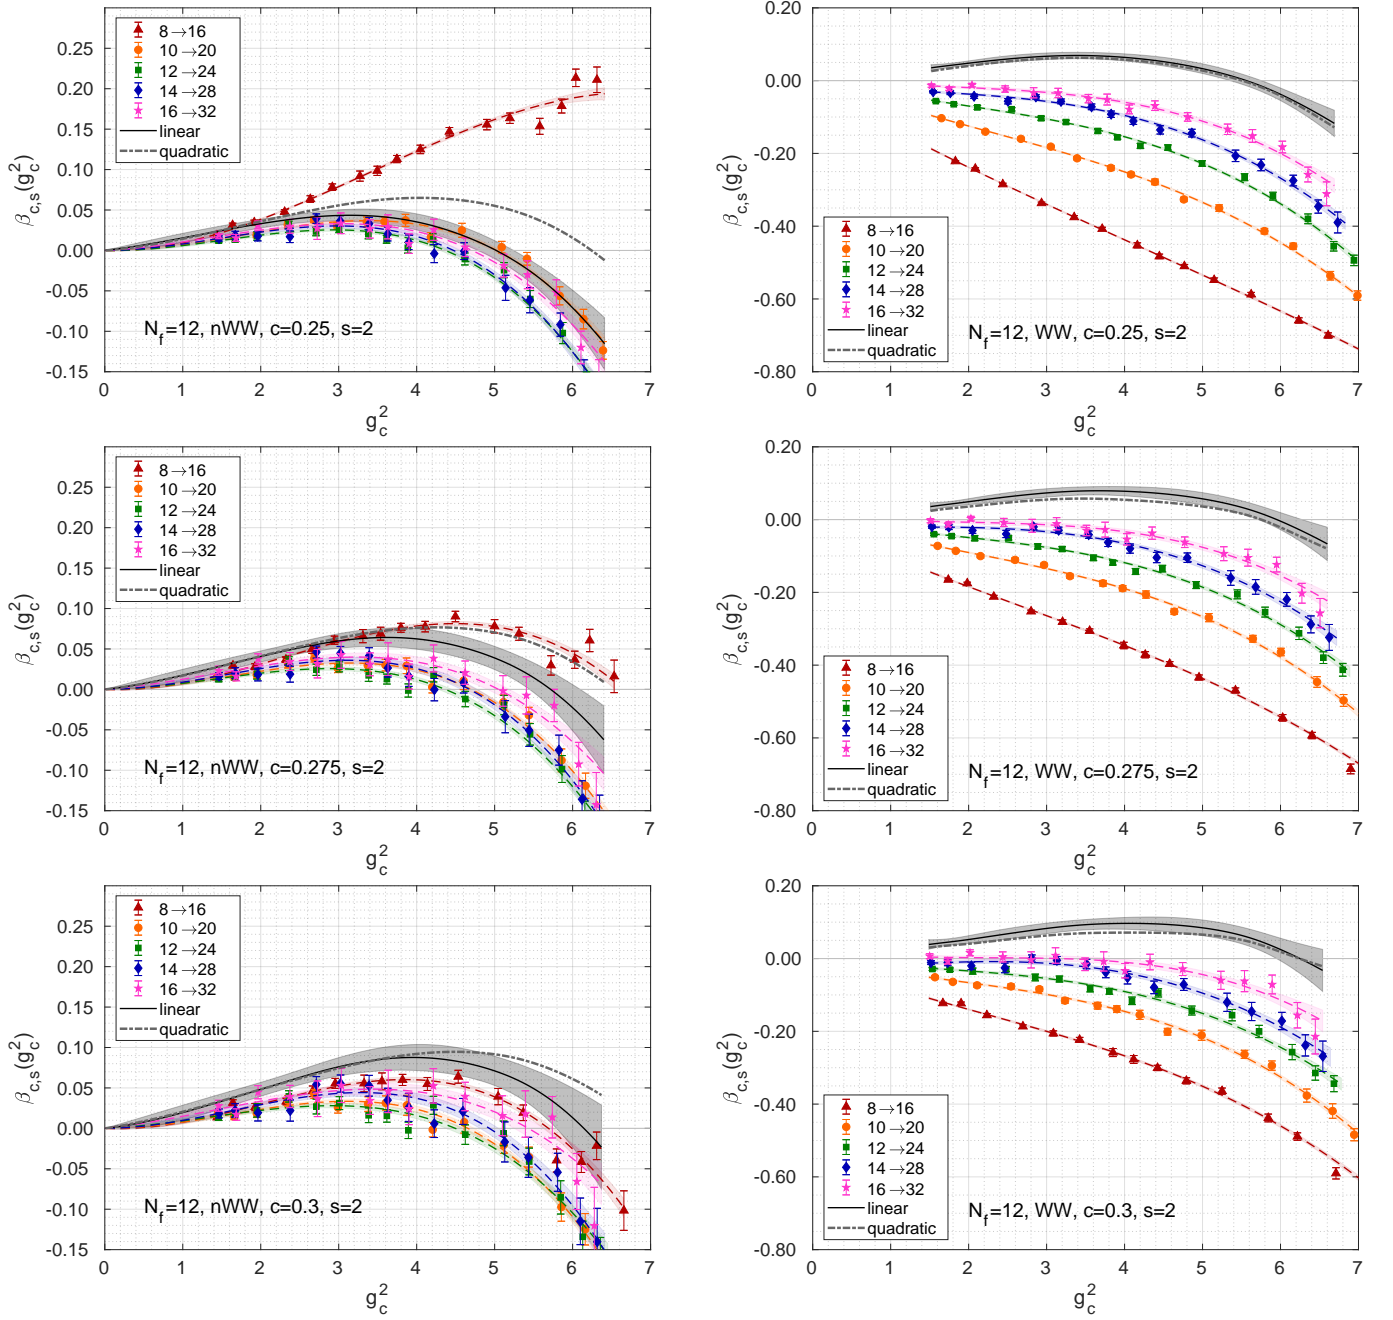 0.25
0.20
0.15
0.10
0.05
0.00
-0.05
-0.10
-0.15
β_{c,s}(g_c^2)
8→16
10→20
12→24
14→28
16→32
linear
quadratic
N_f=12, nWW, c=0.25, s=2
0 1 2 3 4 5 6 7
g_c^2
0.20
0.00
-0.20
-0.40
-0.60
-0.80
β_{c,s}(g_c^2)
8→16
10→20
12→24
14→28
16→32
linear
quadratic
N_f=12, WW, c=0.25, s=2
0 1 2 3 4 5 6 7
g_c^2
0.25
0.20
0.15
0.10
0.05
0.00
-0.05
-0.10
-0.15
β_{c,s}(g_c^2)
8→16
10→20
12→24
14→28
16→32
linear
quadratic
N_f=12, nWW, c=0.275, s=2
0 1 2 3 4 5 6 7
g_c^2
0.20
0.00
-0.20
-0.40
-0.60
-0.80
β_{c,s}(g_c^2)
8→16
10→20
12→24
14→28
16→32
linear
quadratic
N_f=12, WW, c=0.275, s=2
0 1 2 3 4 5 6 7
g_c^2
0.25
0.20
0.15
0.10
0.05
0.00
-0.05
-0.10
-0.15
β_{c,s}(g_c^2)
8→16
10→20
12→24
14→28
16→32
linear
quadratic
N_f=12, nWW, c=0.3, s=2
0 1 2 3 4 5 6 7
g_c^2
0.20
0.00
-0.20
-0.40
-0.60
-0.80
β_{c,s}(g_c^2)
8→16
10→20
12→24
14→28
16→32
linear
quadratic
N_f=12, WW, c=0.3, s=2
0 1 2 3 4 5 6 7
g_c^2